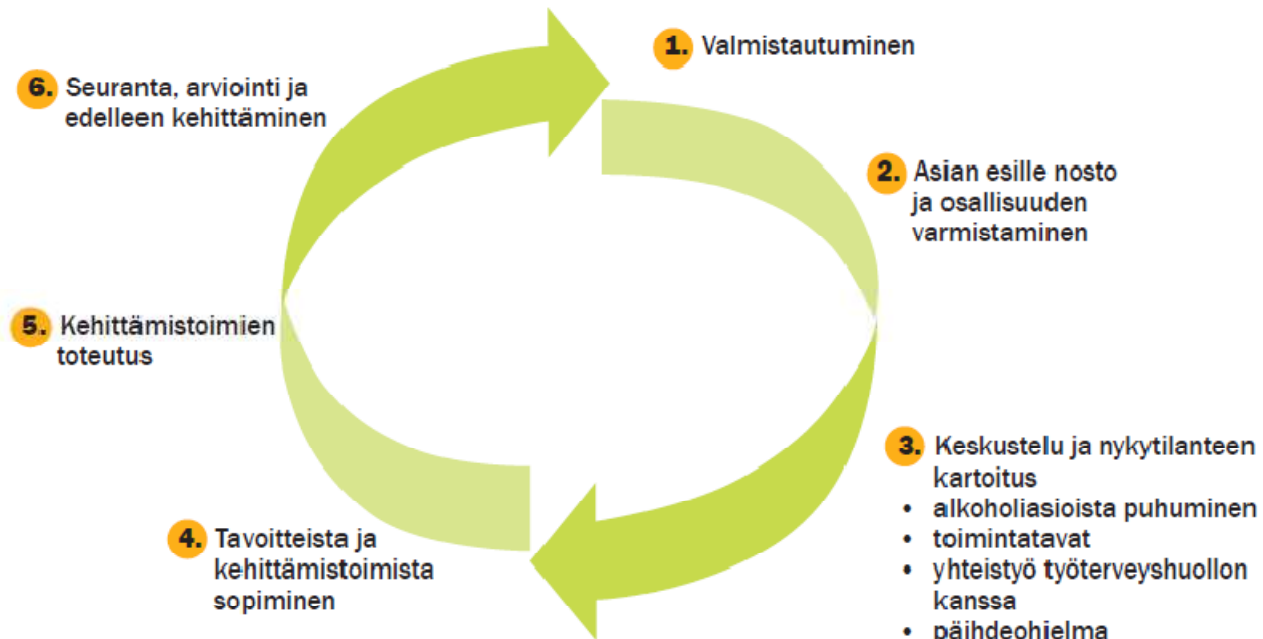 1. Valmistautuminen
2. Asian esille nosto
ja osallisuuden
varmistaminen
3. Keskustelu ja nykytilanteen
kartoitus
• alkoholiasioista puhuminen
• toimintatavat
• yhteistyö työterveyshuollon
kanssa
• päihdeohjelma
4. Tavoitteista ja
kehittämistoimista
sopiminen
5. Kehittämistoimien
toteutus
6. Seuranta, arviointi ja
edelleen kehittäminen